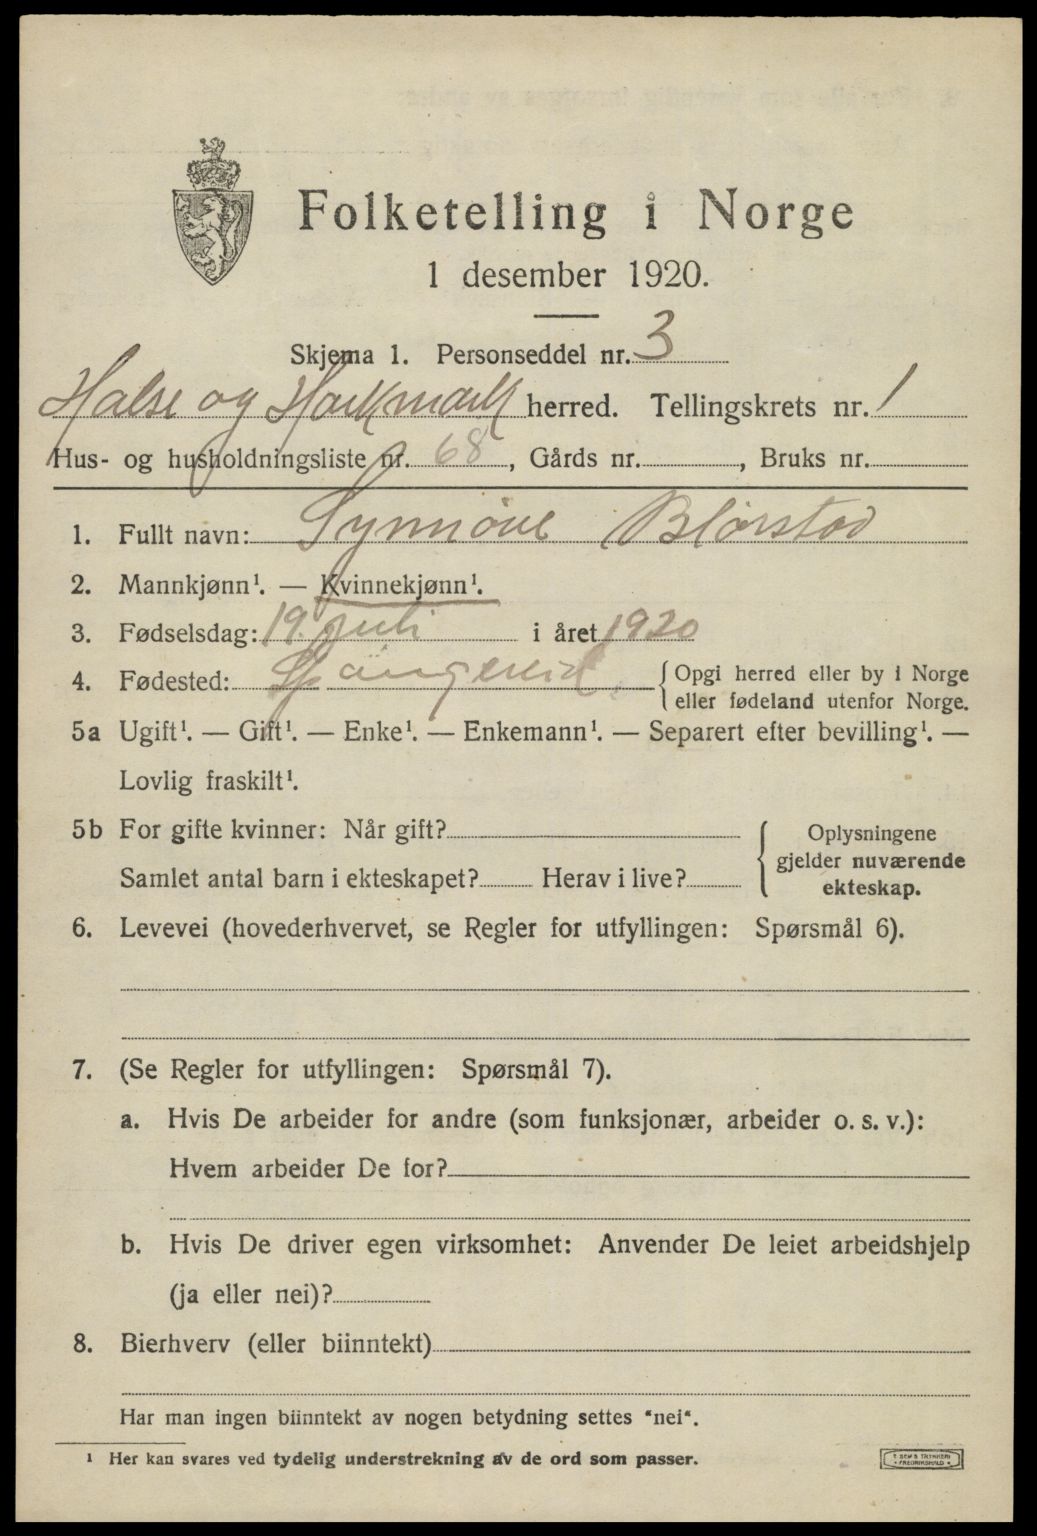 Folketelling i Norge
1 desember 1920.
Skjema 1. Personseddel nr. 3
Halse og Harkmark herred. Tellingskrets nr. 1
Hus- og husholdningsliste nr. 68, Gårds nr. , Bruks nr.
1. Fullt navn: Synnöve Blörstad
2. Mannkjønn¹. — Kvinnekjønn¹.
3. Fødselsdag: 19. juli i året 1920
4. Fødested: Spangereid. { Opgi herred eller by i Norge
eller fødeland utenfor Norge.
5a Ugift¹. — Gift¹. — Enke¹. — Enkemann¹. — Separert efter bevilling¹. —
Lovlig fraskilt¹.
5b For gifte kvinner: Når gift?
Samlet antal barn i ekteskapet? Herav i live?
Oplysningene
gjelder nuværende
ekteskap.
6. Levevei (hovederhvervet, se Regler for utfyllingen: Spørsmål 6).
7. (Se Regler for utfyllingen: Spørsmål 7).
a. Hvis De arbeider for andre (som funksjonær, arbeider o. s. v.):
Hvem arbeider De for?
b. Hvis De driver egen virksomhet: Anvender De leiet arbeidshjelp
(ja eller nei)?
8. Bierhverv (eller biinntekt)
Har man ingen biinntekt av nogen betydning settes "nei".
¹ Her kan svares ved tydelig understrekning av de ord som passer.